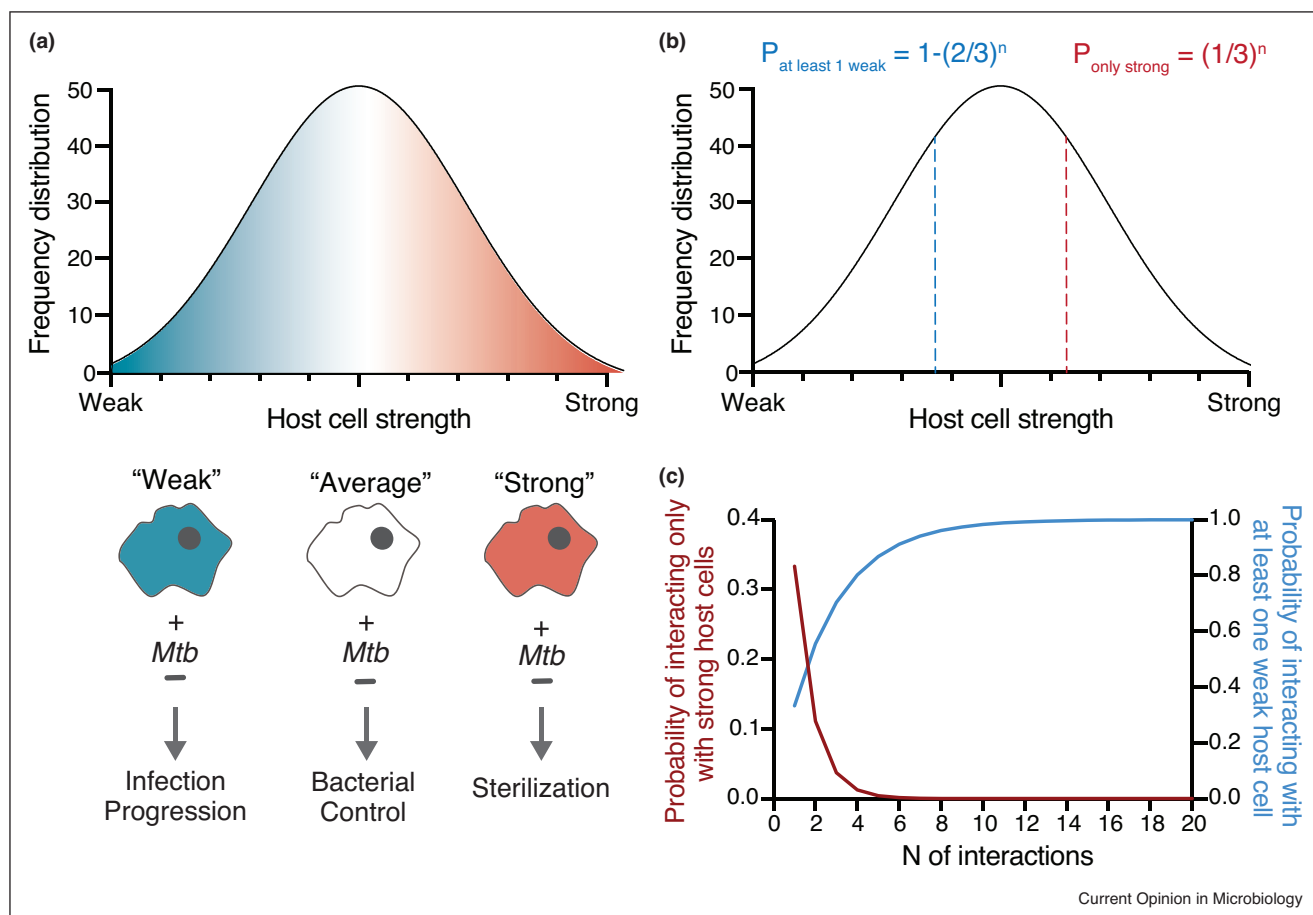 (a)
Frequency distribution
50
40
30
20
10
0
Weak
Strong
Host cell strength
"Weak"
"Average"
"Strong"
+
+
+
Mtb
Mtb
Mtb
Infection
Progression
Bacterial
Control
Sterilization
(b)
P at least 1 weak = 1-(2/3)ⁿ
P only strong = (1/3)ⁿ
Frequency distribution
50
40
30
20
10
0
Weak
Strong
Host cell strength
(c)
Probability of interacting only
with strong host cells
0.4
0.3
0.2
0.1
0.0
Probability of interacting with
at least one weak host cell
1.0
0.8
0.6
0.4
0.2
0.0
0 2 4 6 8 10 12 14 16 18 20
N of interactions
Current Opinion in Microbiology